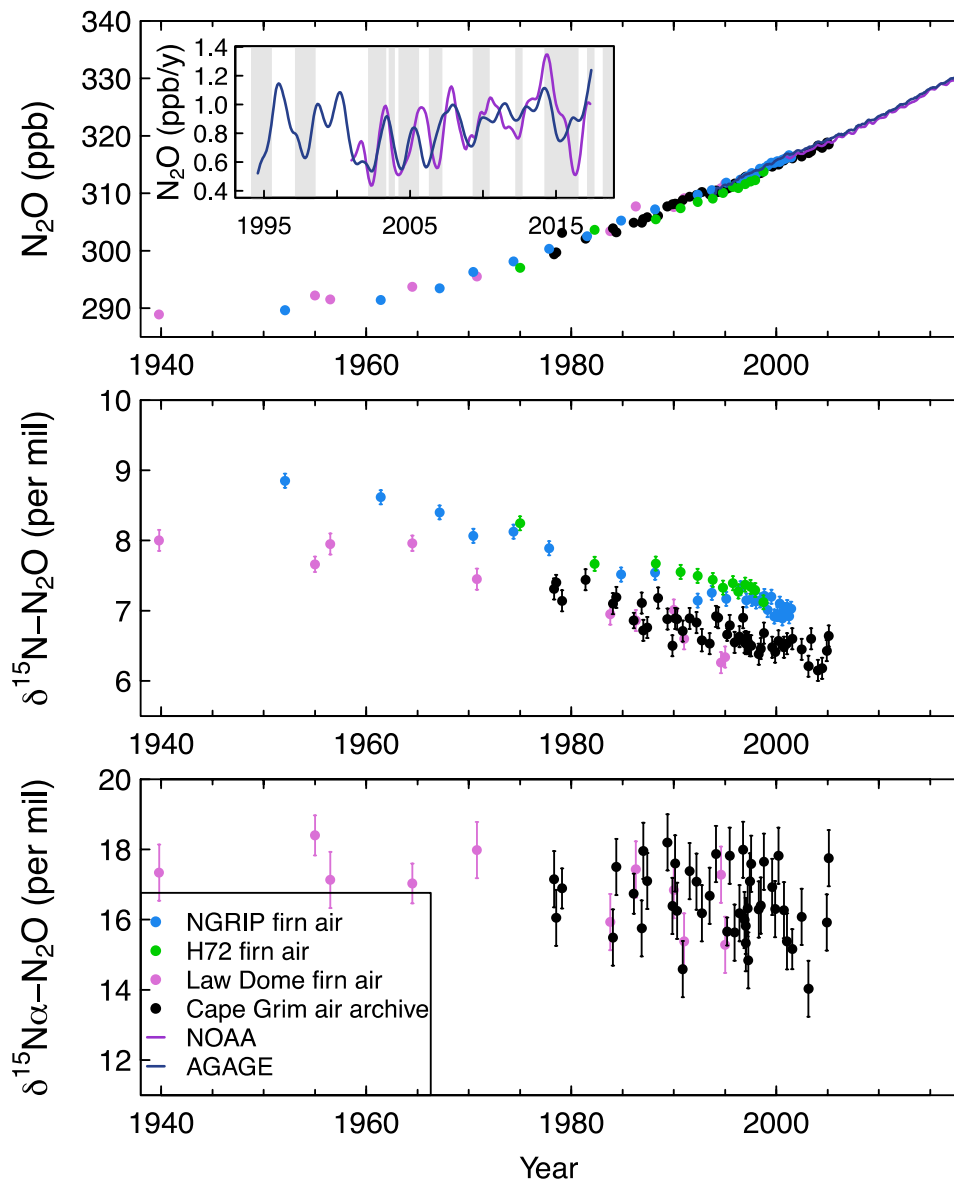 N₂O (ppb)
340
330
320
310
300
290
N₂O (ppb/y)
1.4
1.2
1.0
0.8
0.6
0.4
1995 2005 2015
1940 1960 1980 2000
δ¹⁵N−N₂O (per mil)
10
9
8
7
6
1940 1960 1980 2000
δ¹⁵Nα−N₂O (per mil)
20
18
16
14
12
NGRIP firn air
H72 firn air
Law Dome firn air
Cape Grim air archive
NOAA
AGAGE
1940 1960 1980 2000
Year